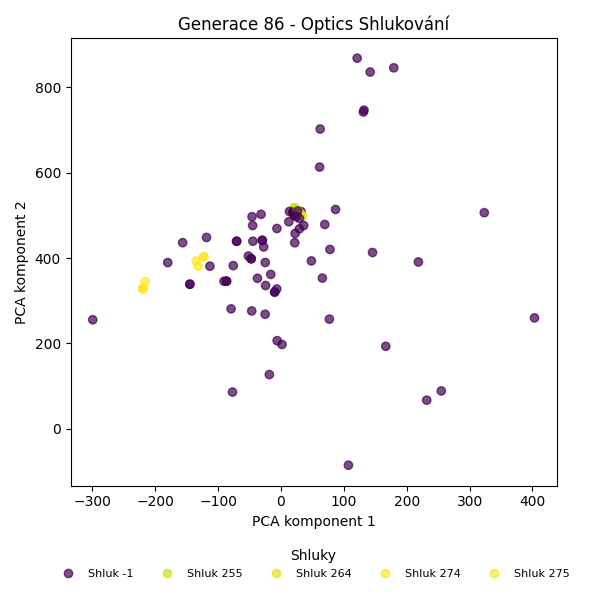 Generace 86 - Optics Shlukování
PCA komponent 2
800
600
400
200
0
−300 −200 −100 0 100 200 300 400
PCA komponent 1
Shluky
Shluk -1 Shluk 255 Shluk 264 Shluk 274 Shluk 275